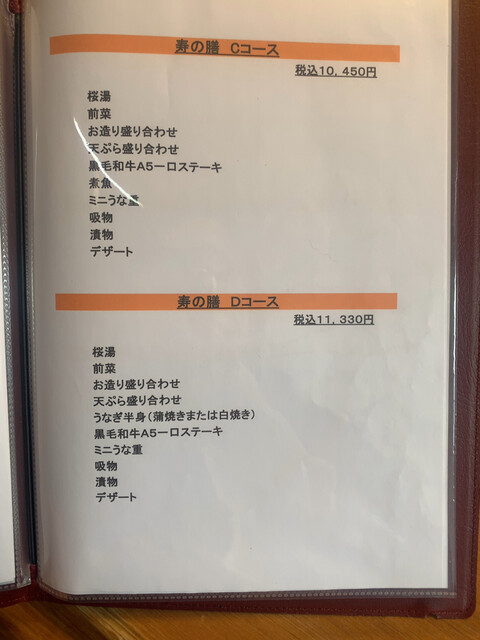 寿の膳 Cコース
税込10,450円
桜湯
前菜
お造り盛り合わせ
天ぷら盛り合わせ
黒毛和牛A5一口ステーキ
煮魚
ミニうな重
吸物
漬物
デザート
寿の膳 Dコース
税込11,330円
桜湯
前菜
お造り盛り合わせ
天ぷら盛り合わせ
うなぎ半身(蒲焼きまたは白焼き)
黒毛和牛A5一口ステーキ
ミニうな重
吸物
漬物
デザート